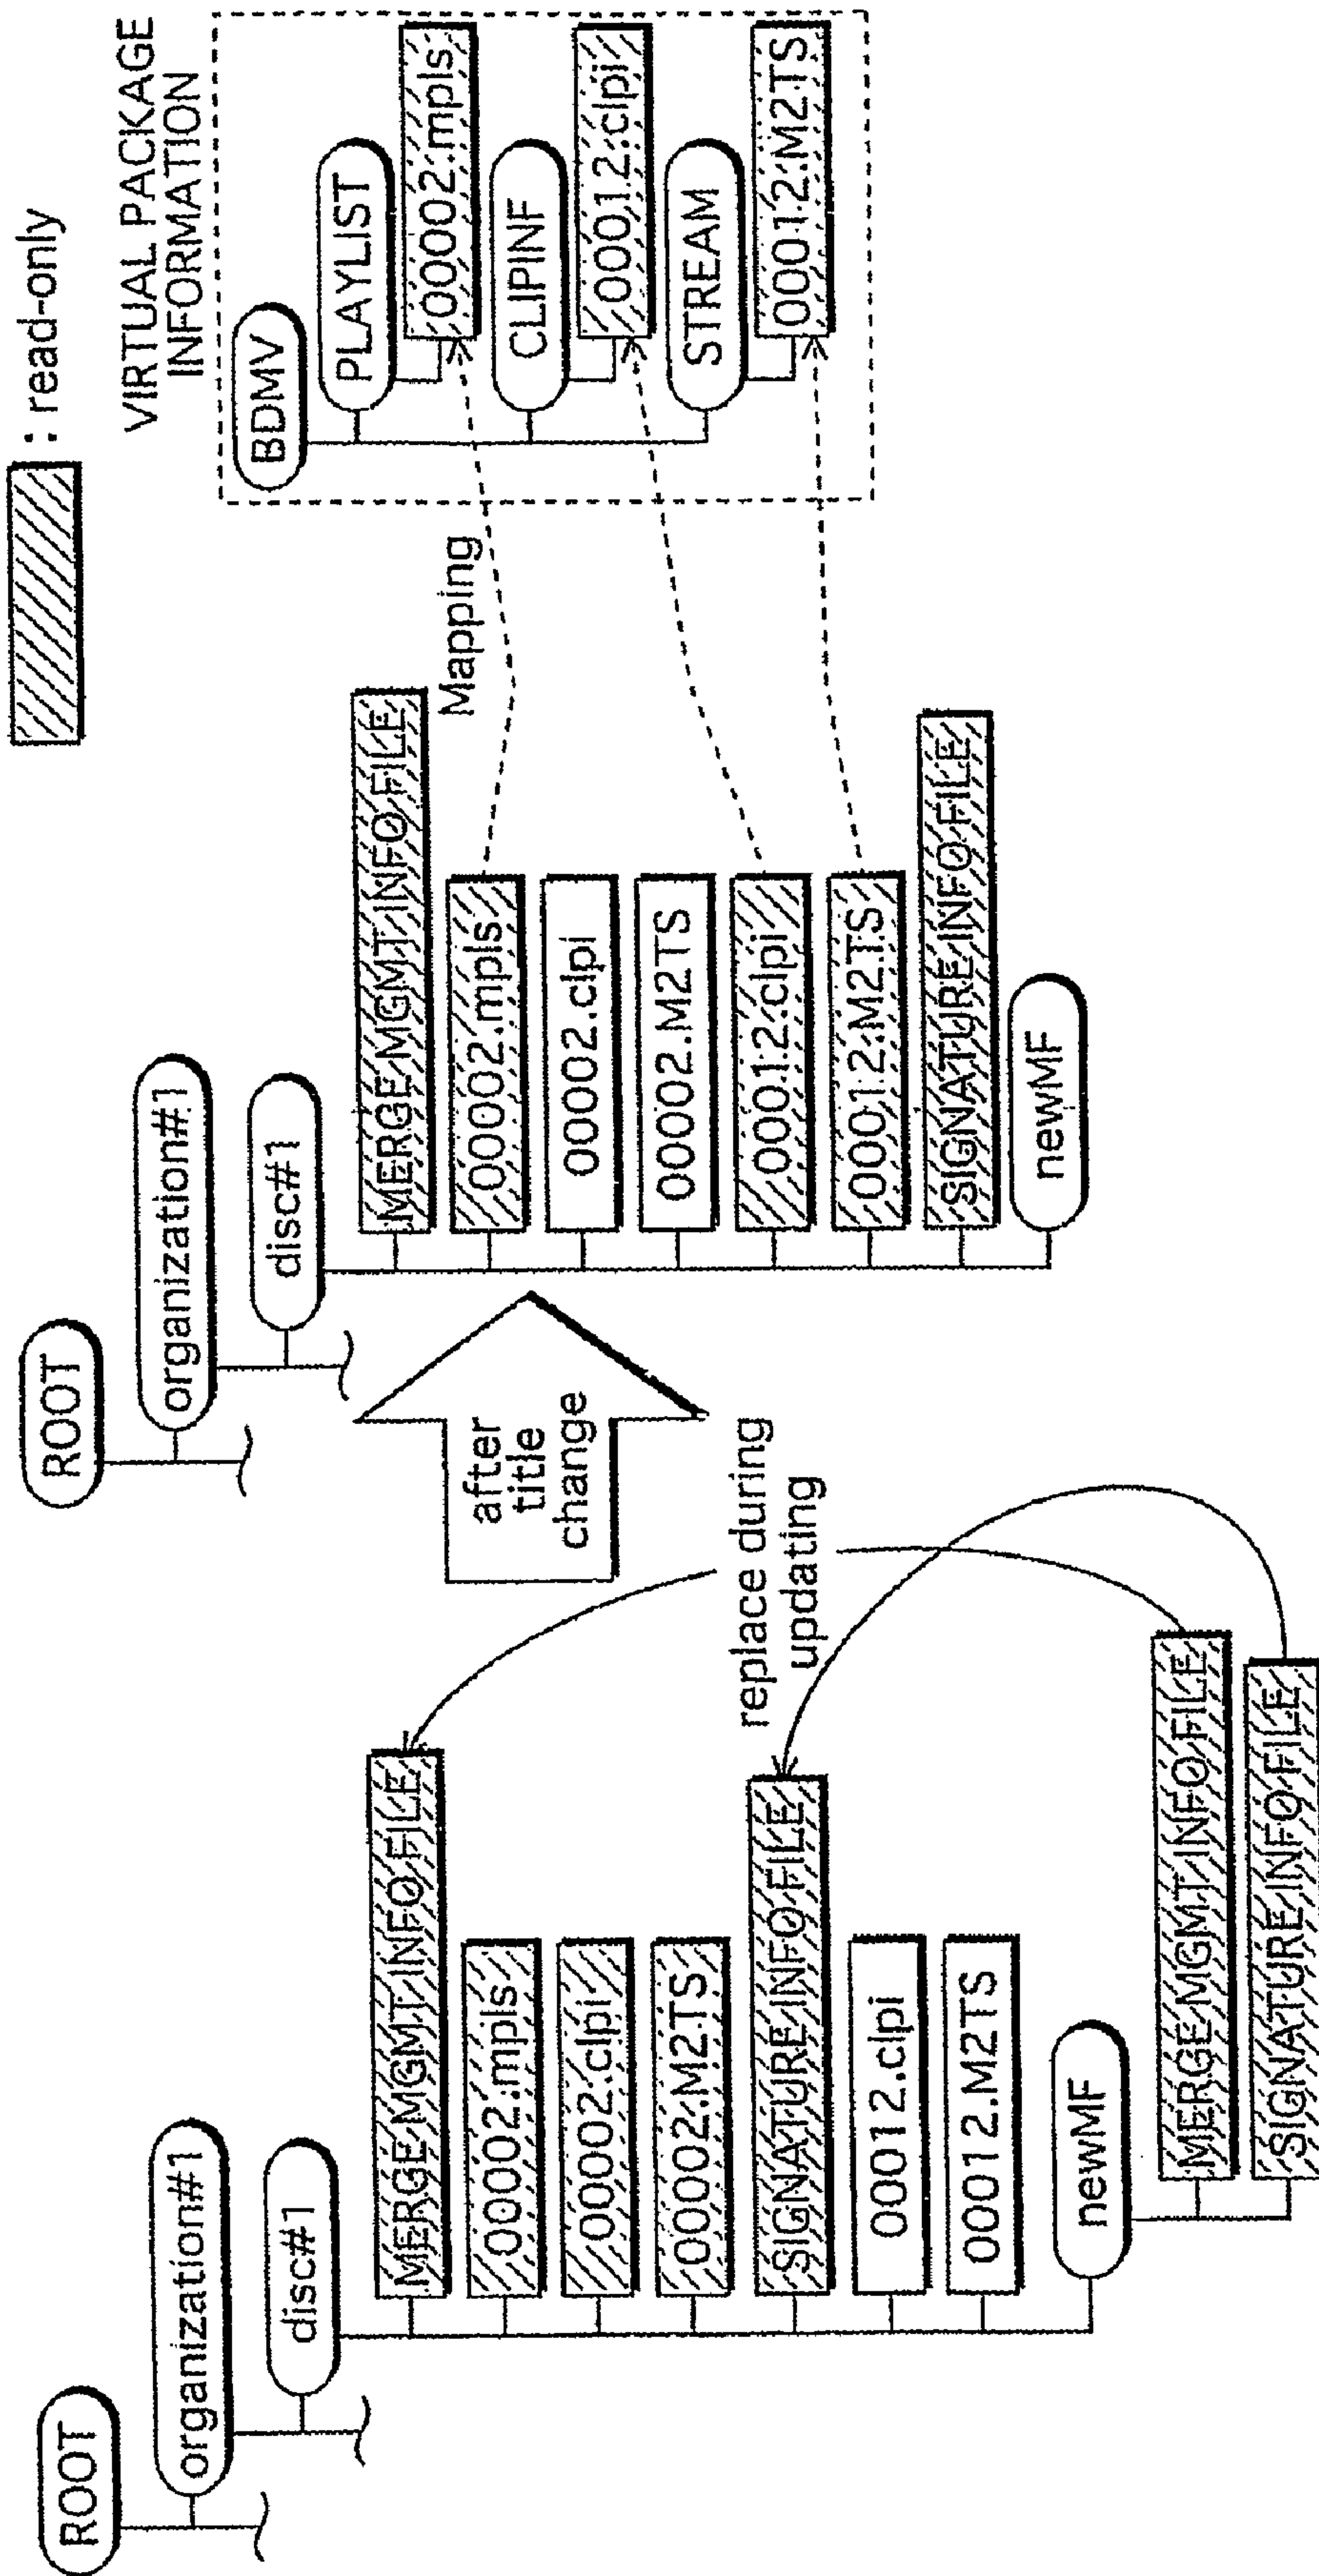 : read-only
ROOT
organization#1
disc#1
MERGE MGMT INFO FILE
00002.mpls
00002.clpi
00002.M2TS
SIGNATURE INFO FILE
00012.clpi
00012.M2TS
newMF
MERGE MGMT INFO FILE
SIGNATURE INFO FILE
replace during
updating
after
title
change
ROOT
organization#1
disc#1
MERGE MGMT INFO FILE
00002.mpls
00002.clpi
00002.M2TS
00012.clpi
00012.M2TS
SIGNATURE INFO FILE
newMF
Mapping
VIRTUAL PACKAGE
INFORMATION
BDMV
PLAYLIST
00002.mpls
CLIPINF
00012.clpi
STREAM
00012.M2TS